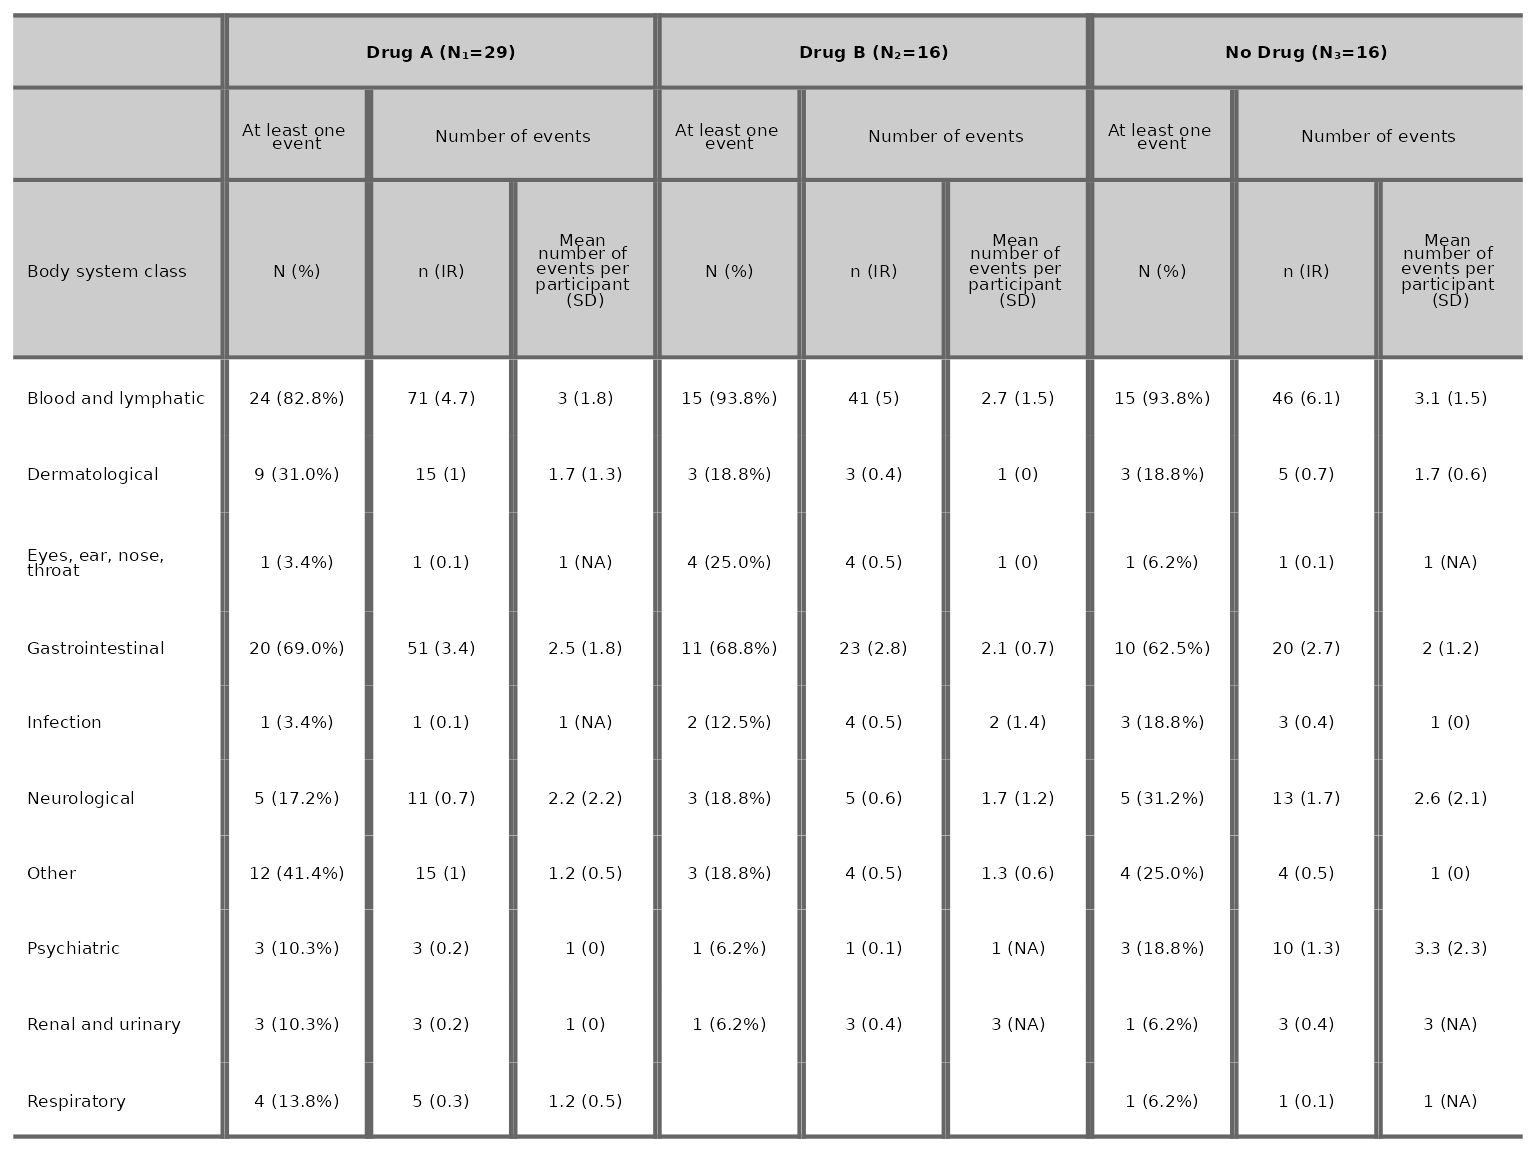 Drug A (N₁=29) Drug B (N₂=16) No Drug (N₃=16)
At least one event Number of events At least one event Number of events At least one event Number of events
Body system class N (%) n (IR) Mean number of events per participant (SD) N (%) n (IR) Mean number of events per participant (SD) N (%) n (IR) Mean number of events per participant (SD)
Blood and lymphatic 24 (82.8%) 71 (4.7) 3 (1.8) 15 (93.8%) 41 (5) 2.7 (1.5) 15 (93.8%) 46 (6.1) 3.1 (1.5)
Dermatological 9 (31.0%) 15 (1) 1.7 (1.3) 3 (18.8%) 3 (0.4) 1 (0) 3 (18.8%) 5 (0.7) 1.7 (0.6)
Eyes, ear, nose, throat 1 (3.4%) 1 (0.1) 1 (NA) 4 (25.0%) 4 (0.5) 1 (0) 1 (6.2%) 1 (0.1) 1 (NA)
Gastrointestinal 20 (69.0%) 51 (3.4) 2.5 (1.8) 11 (68.8%) 23 (2.8) 2.1 (0.7) 10 (62.5%) 20 (2.7) 2 (1.2)
Infection 1 (3.4%) 1 (0.1) 1 (NA) 2 (12.5%) 4 (0.5) 2 (1.4) 3 (18.8%) 3 (0.4) 1 (0)
Neurological 5 (17.2%) 11 (0.7) 2.2 (2.2) 3 (18.8%) 5 (0.6) 1.7 (1.2) 5 (31.2%) 13 (1.7) 2.6 (2.1)
Other 12 (41.4%) 15 (1) 1.2 (0.5) 3 (18.8%) 4 (0.5) 1.3 (0.6) 4 (25.0%) 4 (0.5) 1 (0)
Psychiatric 3 (10.3%) 3 (0.2) 1 (0) 1 (6.2%) 1 (0.1) 1 (NA) 3 (18.8%) 10 (1.3) 3.3 (2.3)
Renal and urinary 3 (10.3%) 3 (0.2) 1 (0) 1 (6.2%) 3 (0.4) 3 (NA) 1 (6.2%) 3 (0.4) 3 (NA)
Respiratory 4 (13.8%) 5 (0.3) 1.2 (0.5) 1 (6.2%) 1 (0.1) 1 (NA)